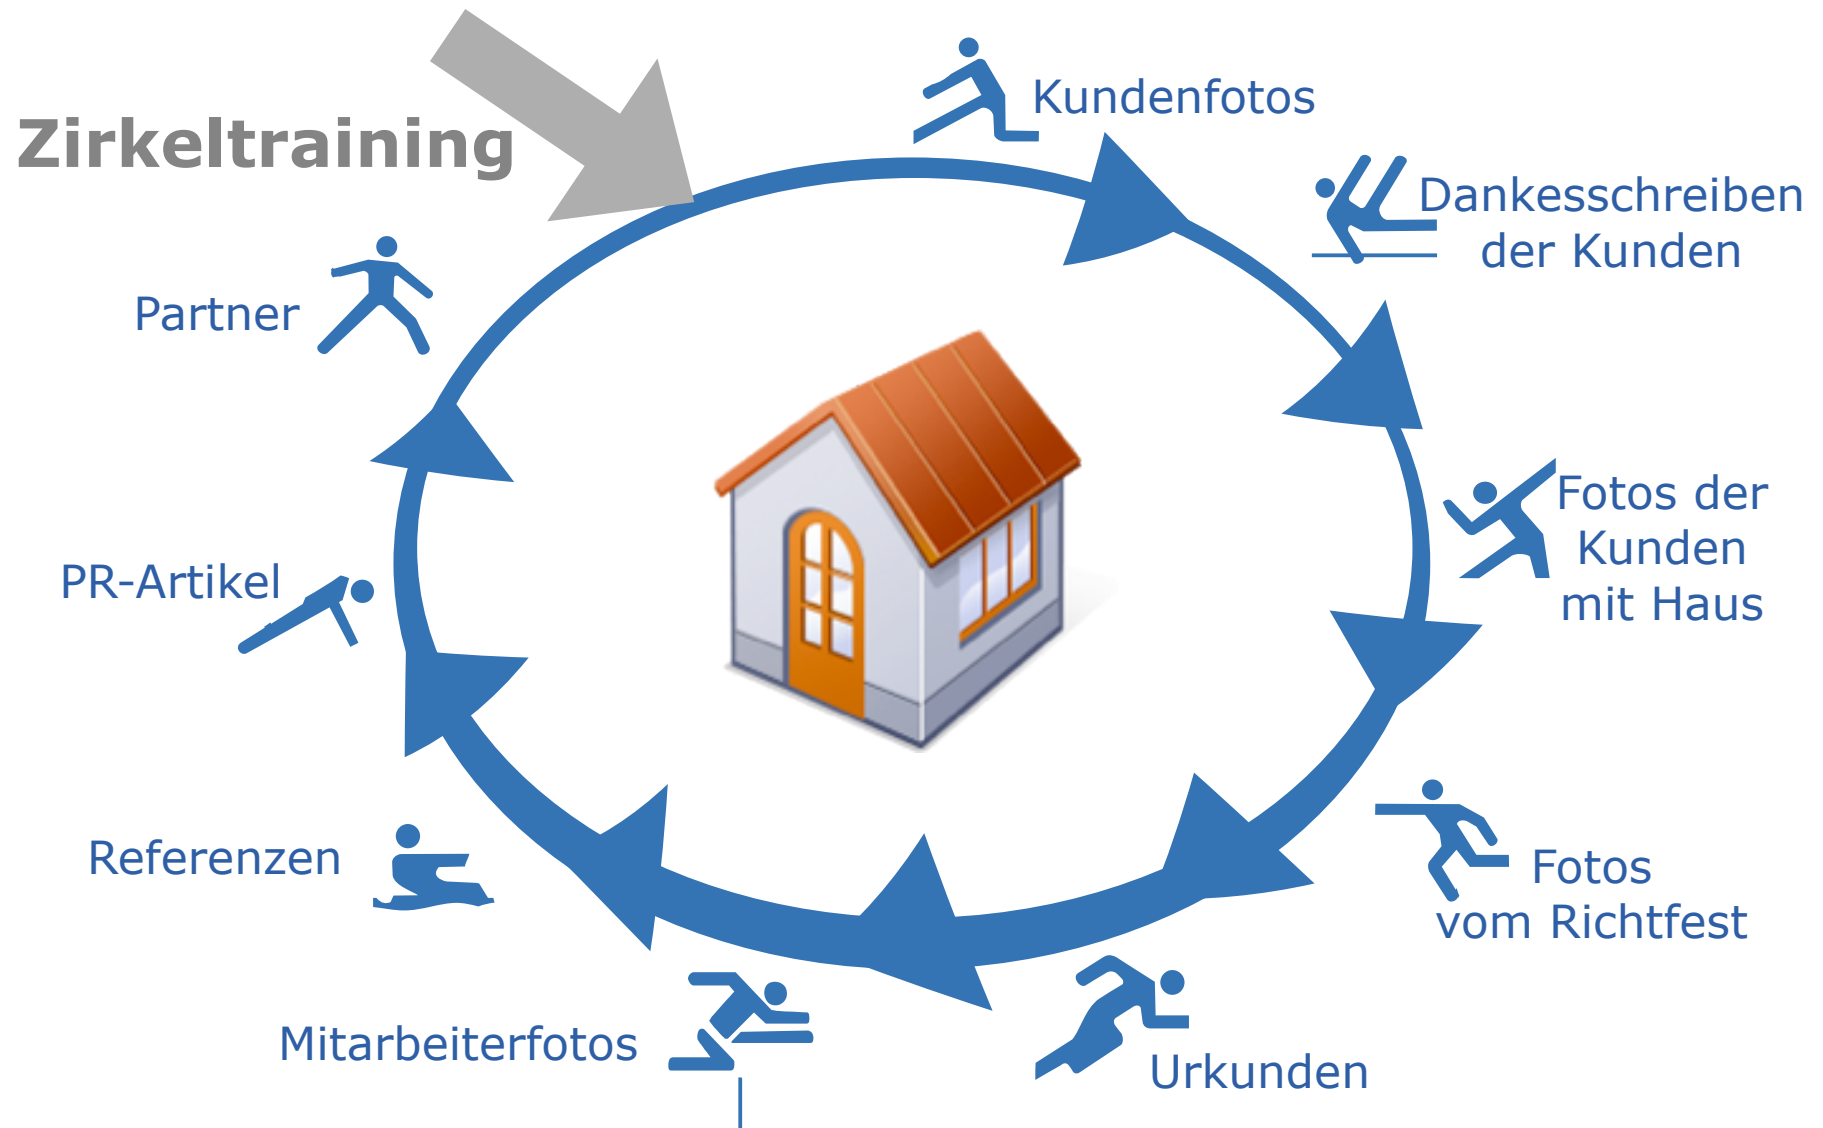 Zirkeltraining
Kundenfotos
Dankesschreiben
der Kunden
Fotos der
Kunden
mit Haus
Fotos
vom Richtfest
Urkunden
Mitarbeiterfotos
Referenzen
PR-Artikel
Partner